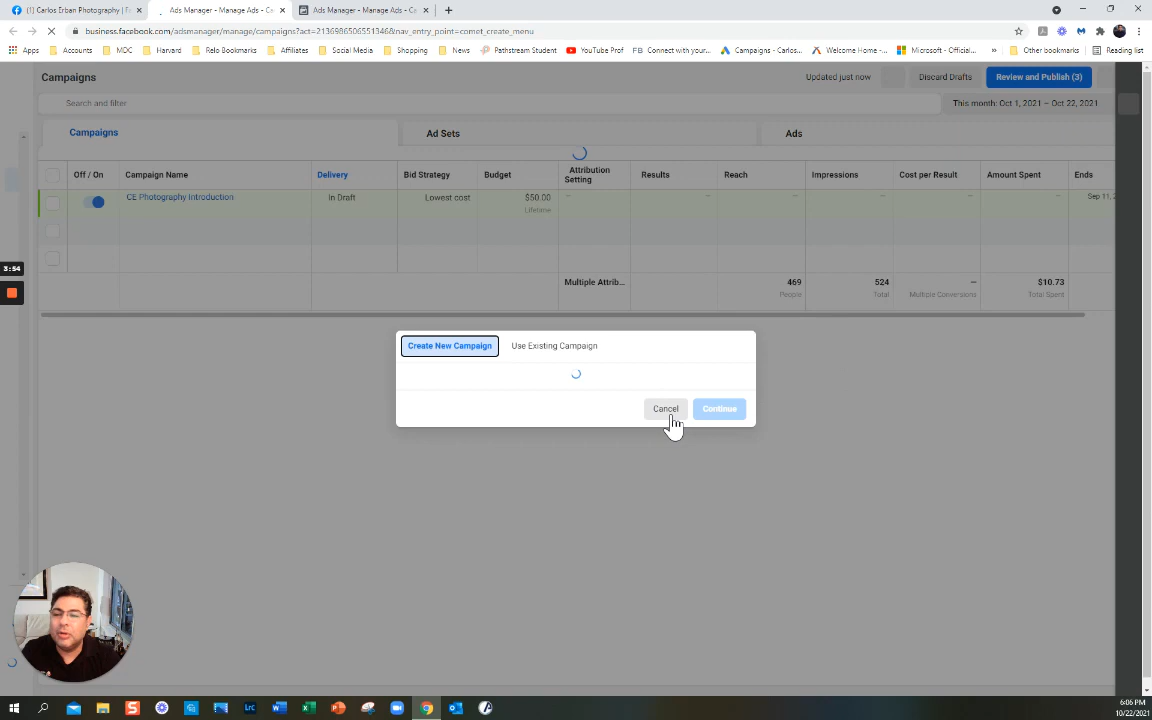 (1) Carlos Erban Photography | F
Ads Manager - Manage Ads - Ca
Ads Manager - Manage Ads - Ca
business.facebook.com/adsmanager/manage/campaigns?act=2136986506551346&nav_entry_point=comet_create_menu
Apps Accounts MDC Harvard Relo Bookmarks Affiliates Social Media Shopping News Pathstream Student YouTube Prof Connect with your... Campaigns - Carlos... Welcome Home -... Microsoft - Official... » Other bookmarks Reading list
Campaigns Updated just now Discard Drafts Review and Publish (3)
Search and filter This month: Oct 1, 2021 – Oct 22, 2021
Campaigns Ad Sets Ads
Off / On Campaign Name Delivery Bid Strategy Budget Attribution Setting Results Reach Impressions Cost per Result Amount Spent Ends
CE Photography Introduction In Draft Lowest cost $50.00 — — — — — — Sep 11, 2
Lifetime
3:54
Multiple Attrib... 469 524 — $10.73
People Total Multiple Conversions Total Spent
Create New Campaign Use Existing Campaign
Cancel Continue
Lrc
6:06 PM
10/22/2021